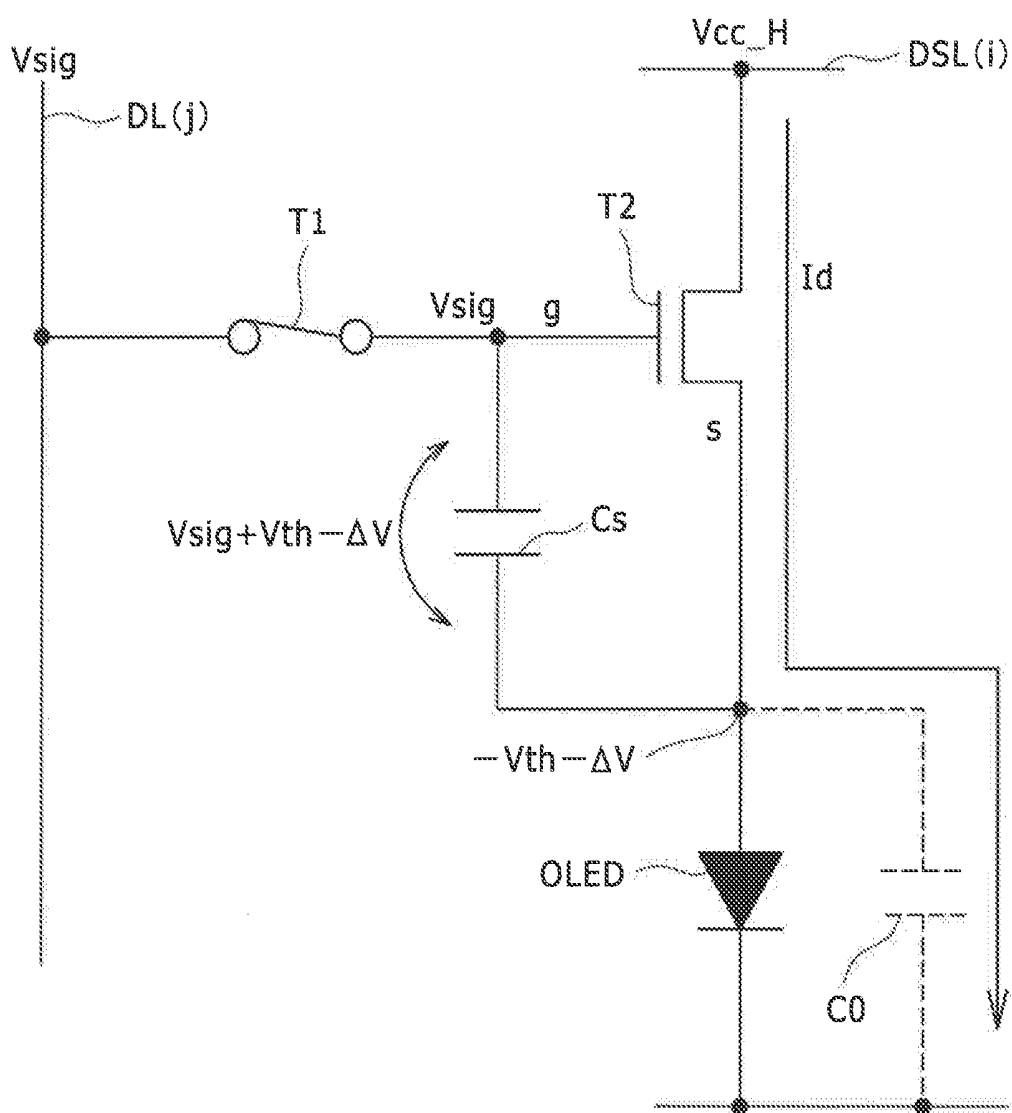 Vcc_H
Vsig
DSL(i)
DL(j)
T1
T2
Id
Vsig
g
s
Vsig+Vth−ΔV
Cs
−Vth−ΔV
OLED
C0